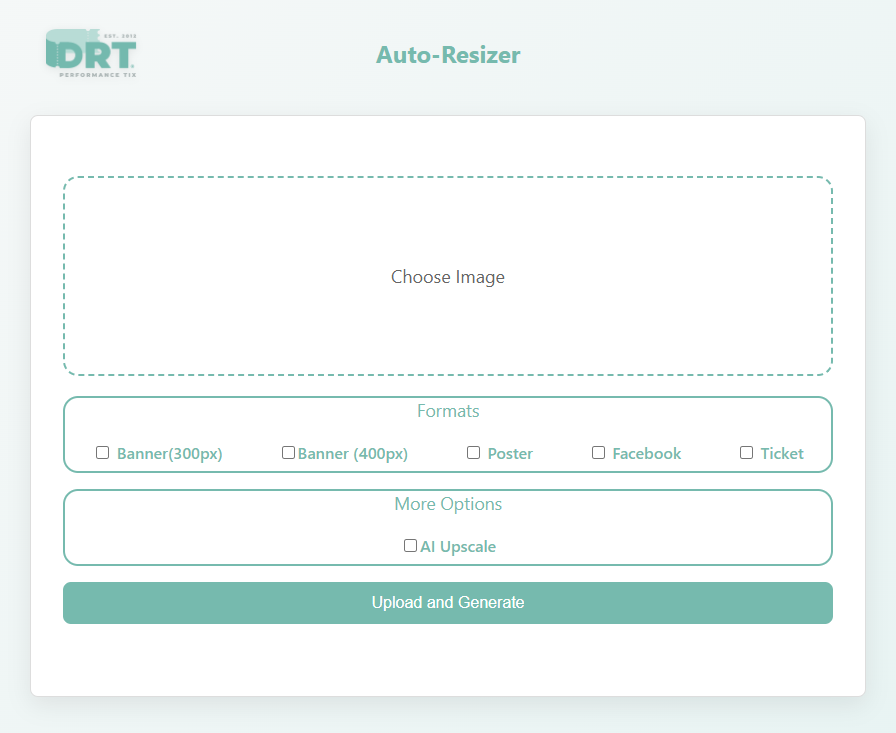 EST. 2012
DRT
PERFORMANCE TIX
Auto-Resizer
Choose Image
Formats
Banner(300px) Banner (400px) Poster Facebook Ticket
More Options
AI Upscale
Upload and Generate